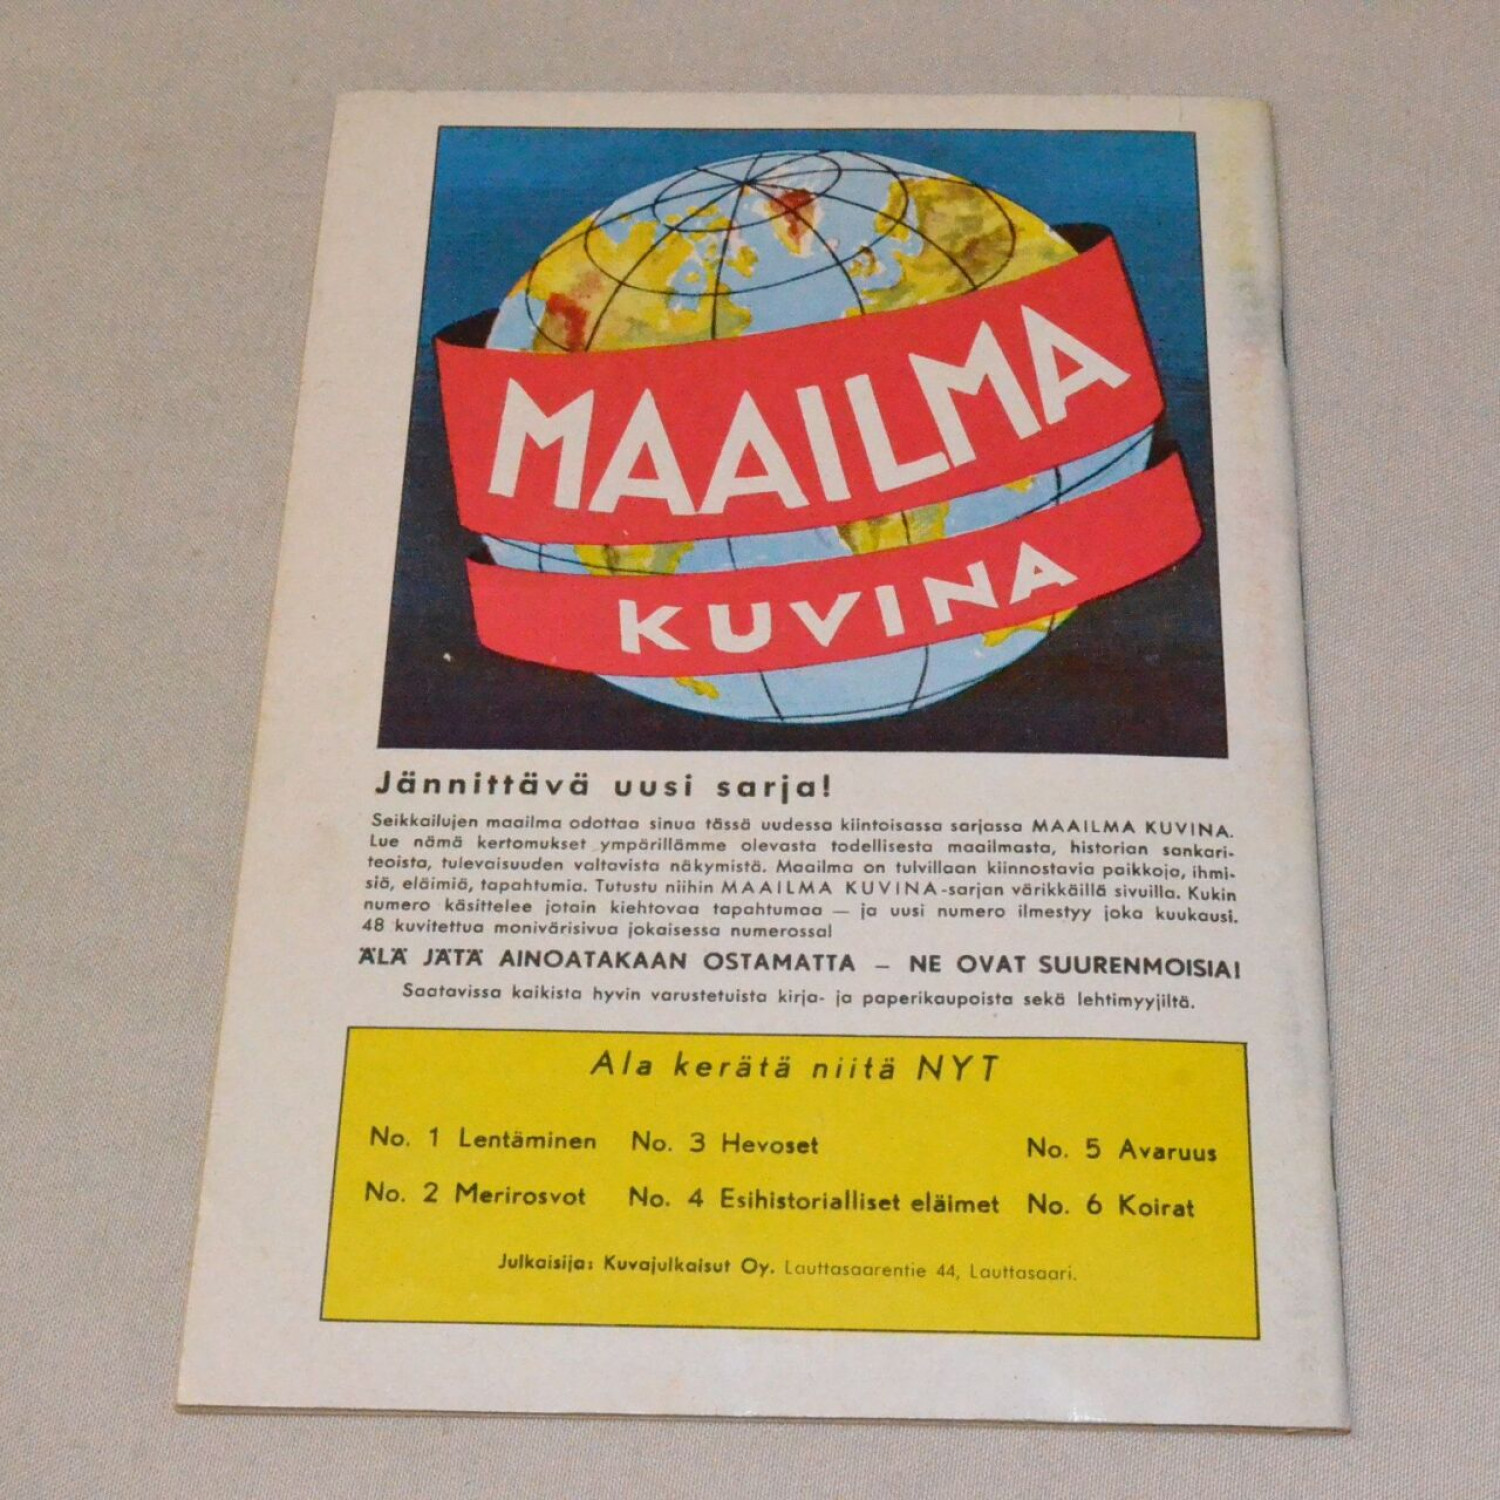 MAAILMA
KUVINA
Jännittävä uusi sarja!
Seikkailujen maailma odottaa sinua tässä uudessa kiintoisassa sarjassa MAAILMA KUVINA.
Lue nämä kertomukset ympärillämme olevasta todellisesta maailmasta, historian sankari-
teoista, tulevaisuuden valtavista näkymistä. Maailma on tulvillaan kiinnostavia paikkoja, ihmi-
siä, eläimiä, tapahtumia. Tutustu niihin MAAILMA KUVINA-sarjan värikkäillä sivuilla. Kukin
numero käsittelee jotain kiehtovaa tapahtumaa — ja uusi numero ilmestyy joka kuukausi.
48 kuvitettua monivärisivua jokaisessa numerossa!
ÄLÄ JÄTÄ AINOATAKAAN OSTAMATTA – NE OVAT SUURENMOISIA!
Saatavissa kaikista hyvin varustetuista kirja- ja paperikaupoista sekä lehtimyyjiltä.
Ala kerätä niitä NYT
No. 1 Lentäminen No. 3 Hevoset No. 5 Avaruus
No. 2 Merirosvot No. 4 Esihistorialliset eläimet No. 6 Koirat
Julkaisija: Kuvajulkaisut Oy. Lauttasaarentie 44, Lauttasaari.